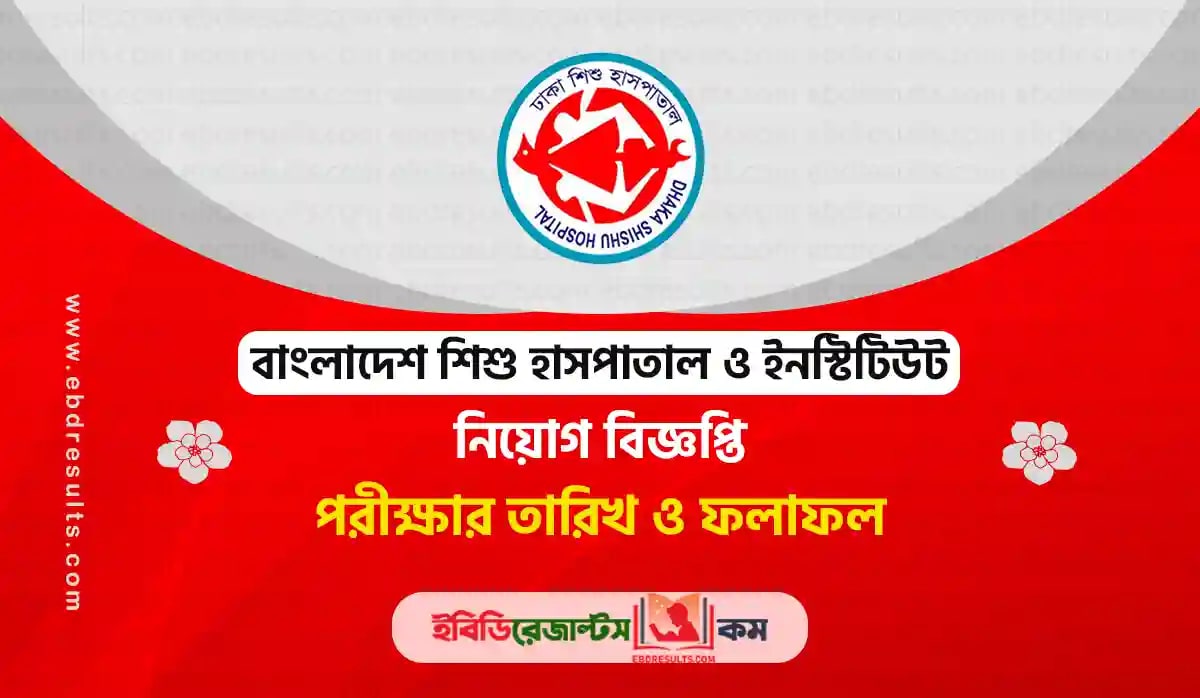 ঢাকা শিশু হাসপাতাল
DHAKA SHISHU HOSPITAL
বাংলাদেশ শিশু হাসপাতাল ও ইনস্টিটিউট
নিয়োগ বিজ্ঞপ্তি
পরীক্ষার তারিখ ও ফলাফল
www.ebdresults.com
ইবিডিরেজাল্টস কম
EBDRESULTS.COM